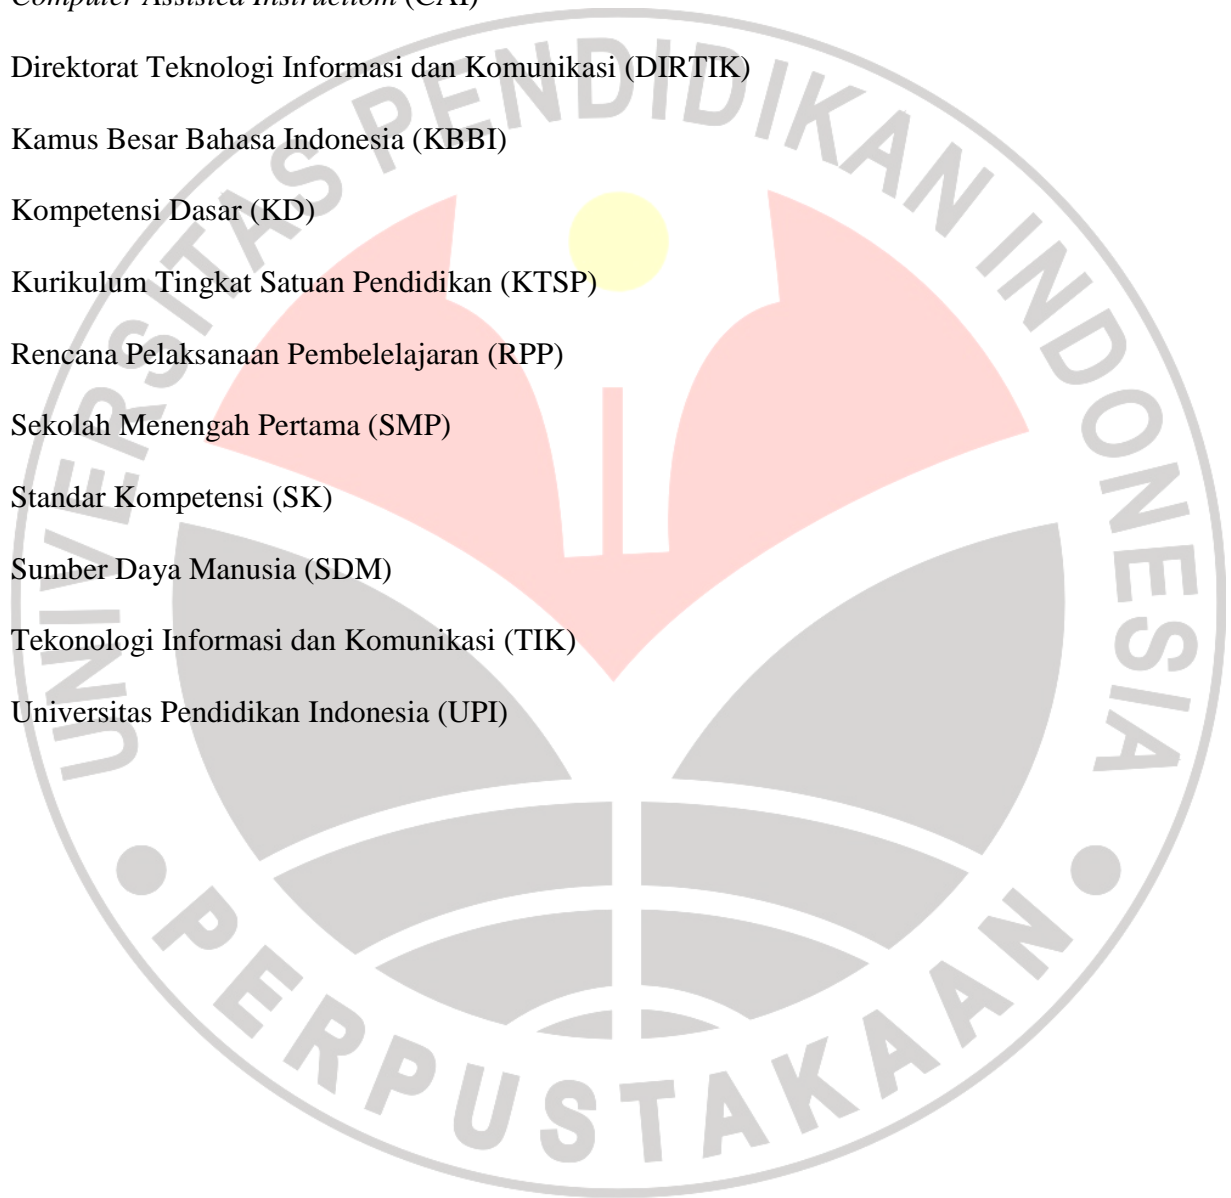 Computer Assisted Instructiom (CAI)
Direktorat Teknologi Informasi dan Komunikasi (DIRTIK)
Kamus Besar Bahasa Indonesia (KBBI)
Kompetensi Dasar (KD)
Kurikulum Tingkat Satuan Pendidikan (KTSP)
Rencana Pelaksanaan Pembelelajaran (RPP)
Sekolah Menengah Pertama (SMP)
Standar Kompetensi (SK)
Sumber Daya Manusia (SDM)
Tekonologi Informasi dan Komunikasi (TIK)
Universitas Pendidikan Indonesia (UPI)
UNIVERSITAS PENDIDIKAN INDONESIA
PERPUSTAKAAN